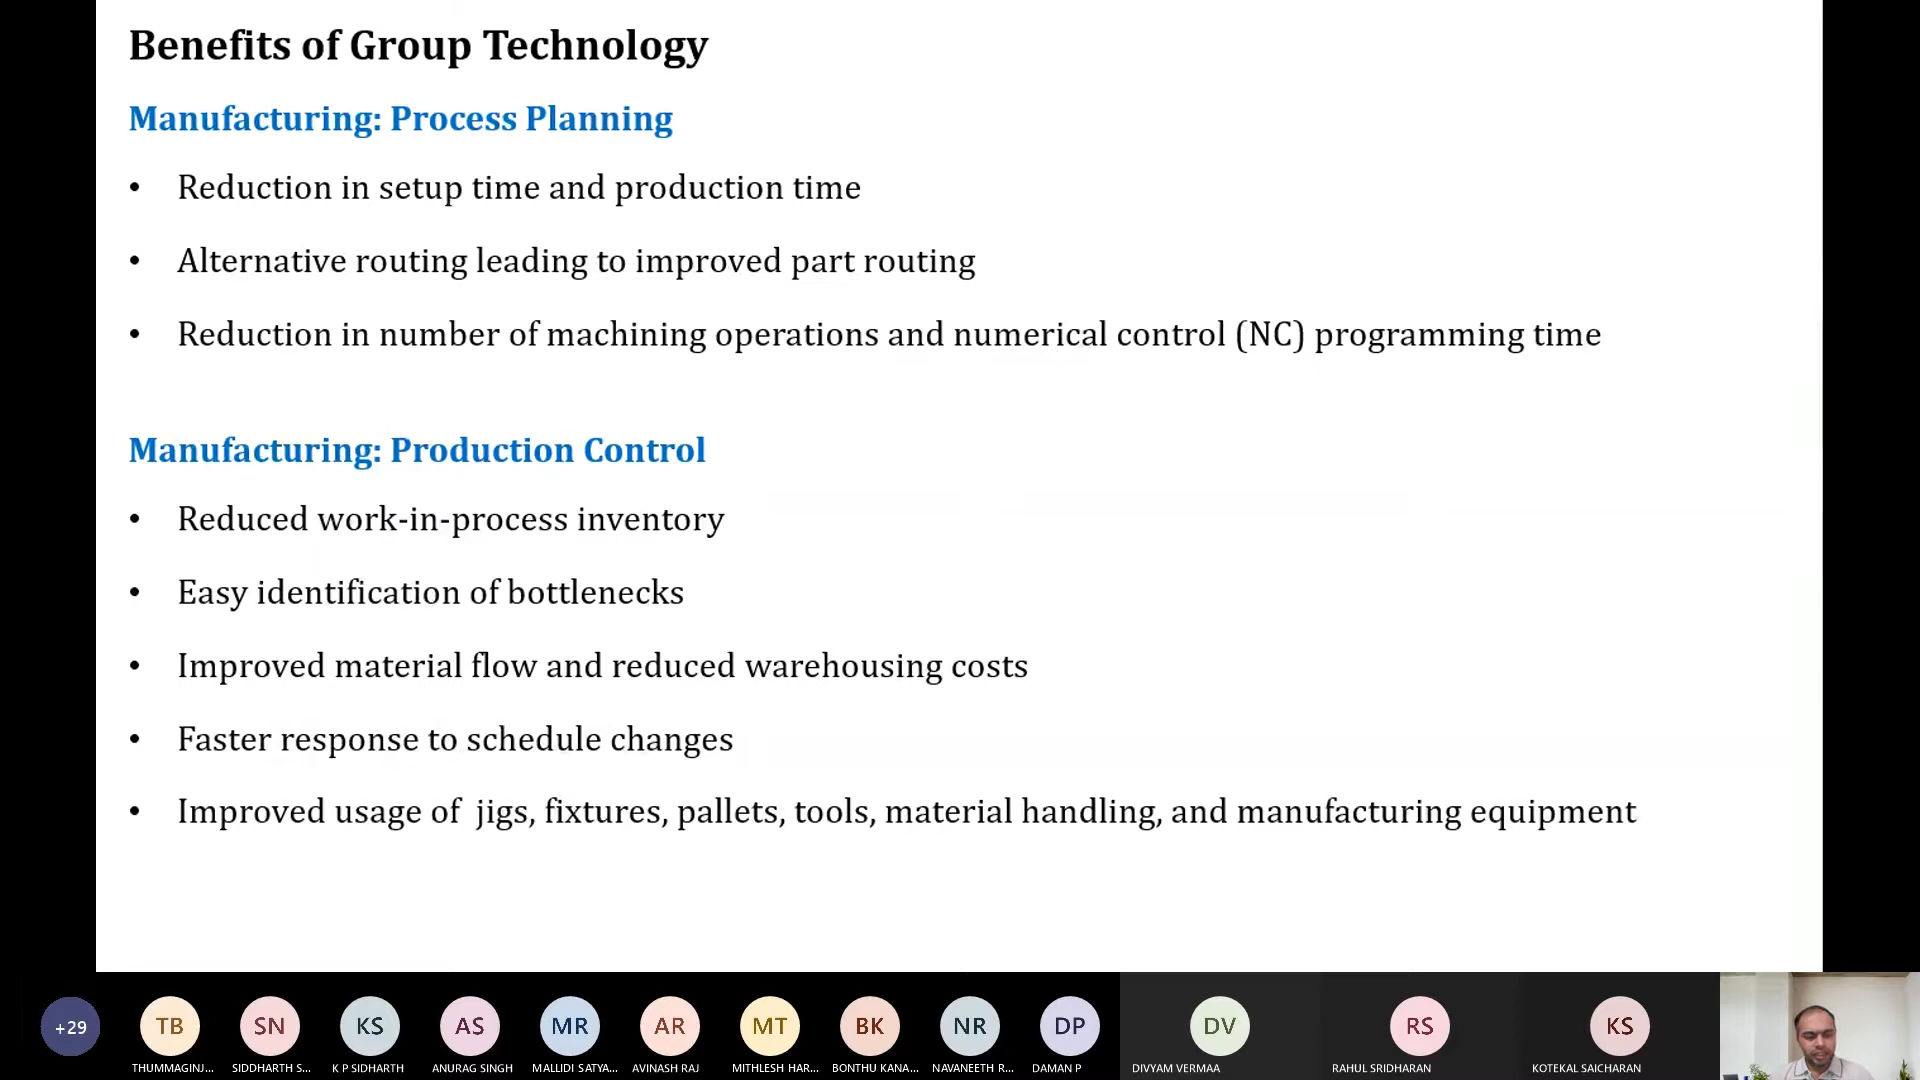 Benefits of Group Technology
Manufacturing: Process Planning
• Reduction in setup time and production time
• Alternative routing leading to improved part routing
• Reduction in number of machining operations and numerical control (NC) programming time
Manufacturing: Production Control
• Reduced work-in-process inventory
• Easy identification of bottlenecks
• Improved material flow and reduced warehousing costs
• Faster response to schedule changes
• Improved usage of  jigs, fixtures, pallets, tools, material handling, and manufacturing equipment
+29 TB SN KS AS MR AR MT BK NR DP DV RS KS
THUMMAGINJ... SIDDHARTH S... K P SIDHARTH ANURAG SINGH MALLIDI SATYA... AVINASH RAJ MITHLESH HAR... BONTHU KANA... NAVANEETH R... DAMAN P DIVYAM VERMAA RAHUL SRIDHARAN KOTEKAL SAICHARAN